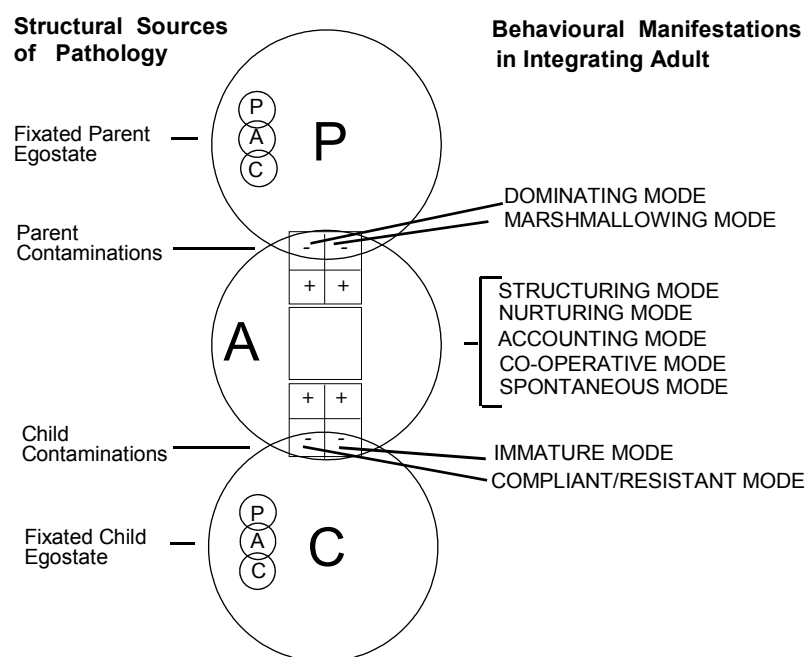 Structural Sources
of Pathology
Behavioural Manifestations
in Integrating Adult
P
A
C
P
Fixated Parent
Egostate
DOMINATING MODE
MARSHMALLOWING MODE
Parent
Contaminations
- -
+ +
A
STRUCTURING MODE
NURTURING MODE
ACCOUNTING MODE
CO-OPERATIVE MODE
SPONTANEOUS MODE
+ +
- -
Child
Contaminations
IMMATURE MODE
COMPLIANT/RESISTANT MODE
P
A
C
C
Fixated Child
Egostate